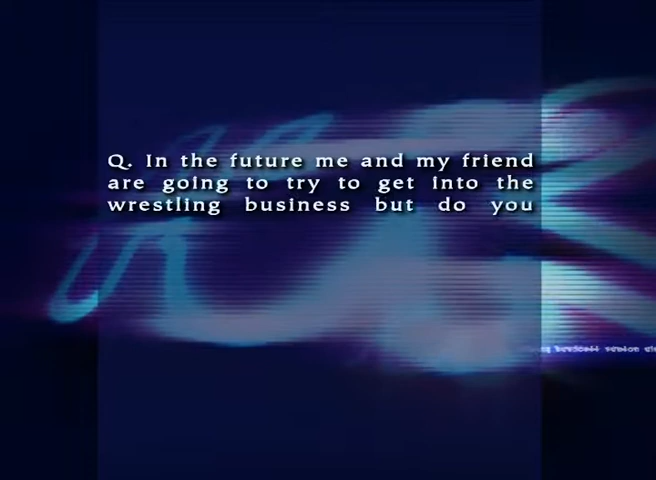 Q. In the future me and my friend
are going to try to get into the
wrestling business but do you